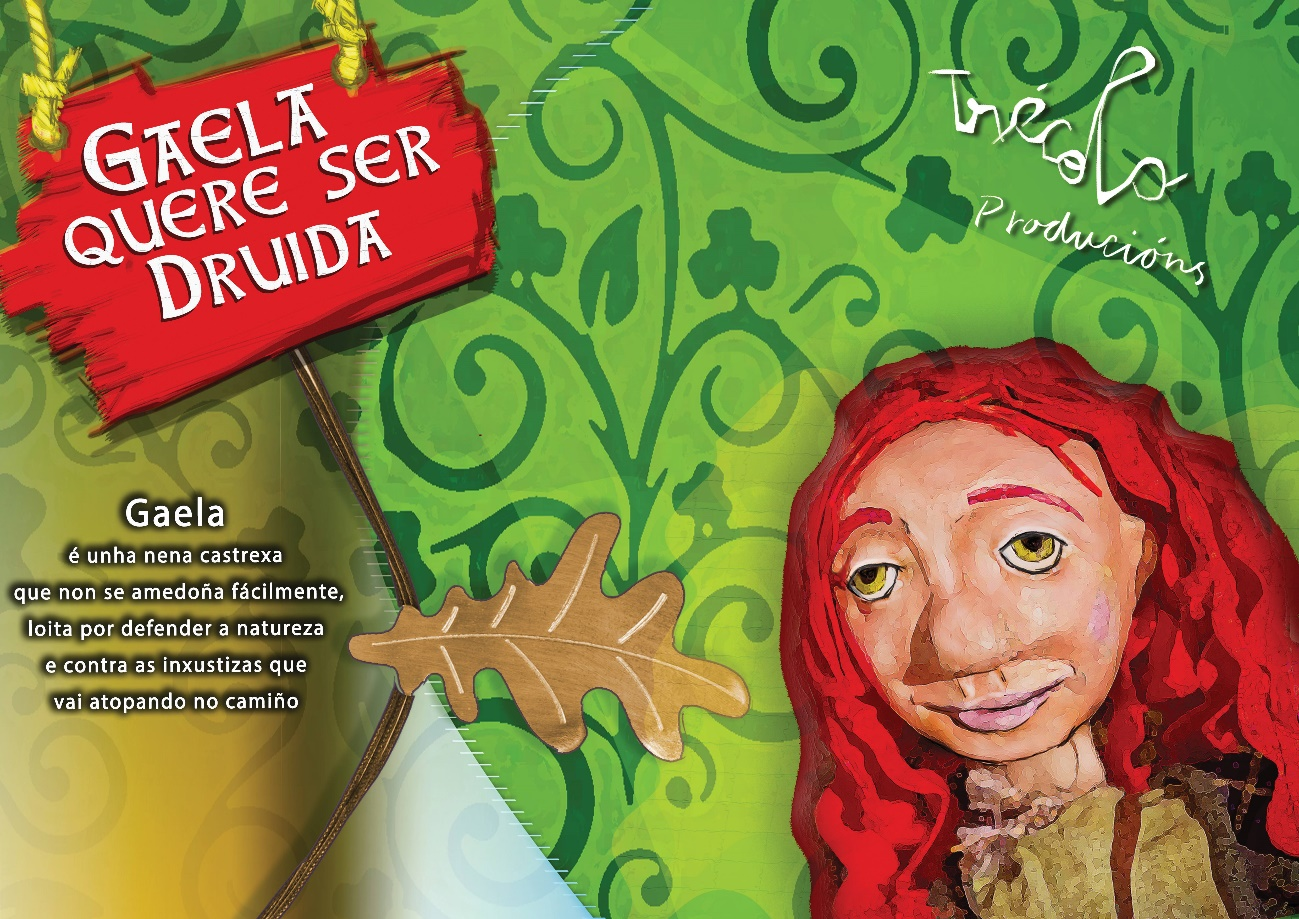 GAELA
QUERE SER
DRUIDA
Trécola
Producións
Gaela
é unha nena castrexa
que non se amedoña fácilmente,
loita por defender a natureza
e contra as inxustizas que
vai atopando no camiño